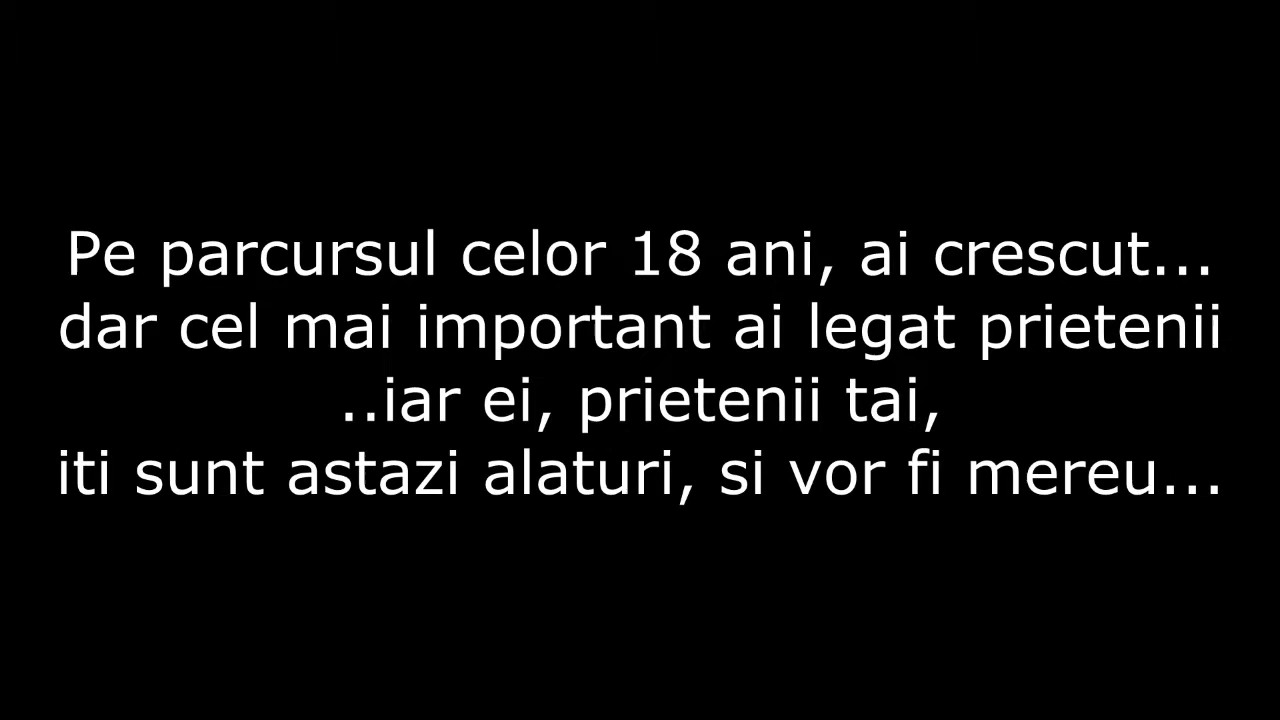 Pe parcursul celor 18 ani, ai crescut...
dar cel mai important ai legat prietenii
..iar ei, prietenii tai,
iti sunt astazi alaturi, si vor fi mereu...